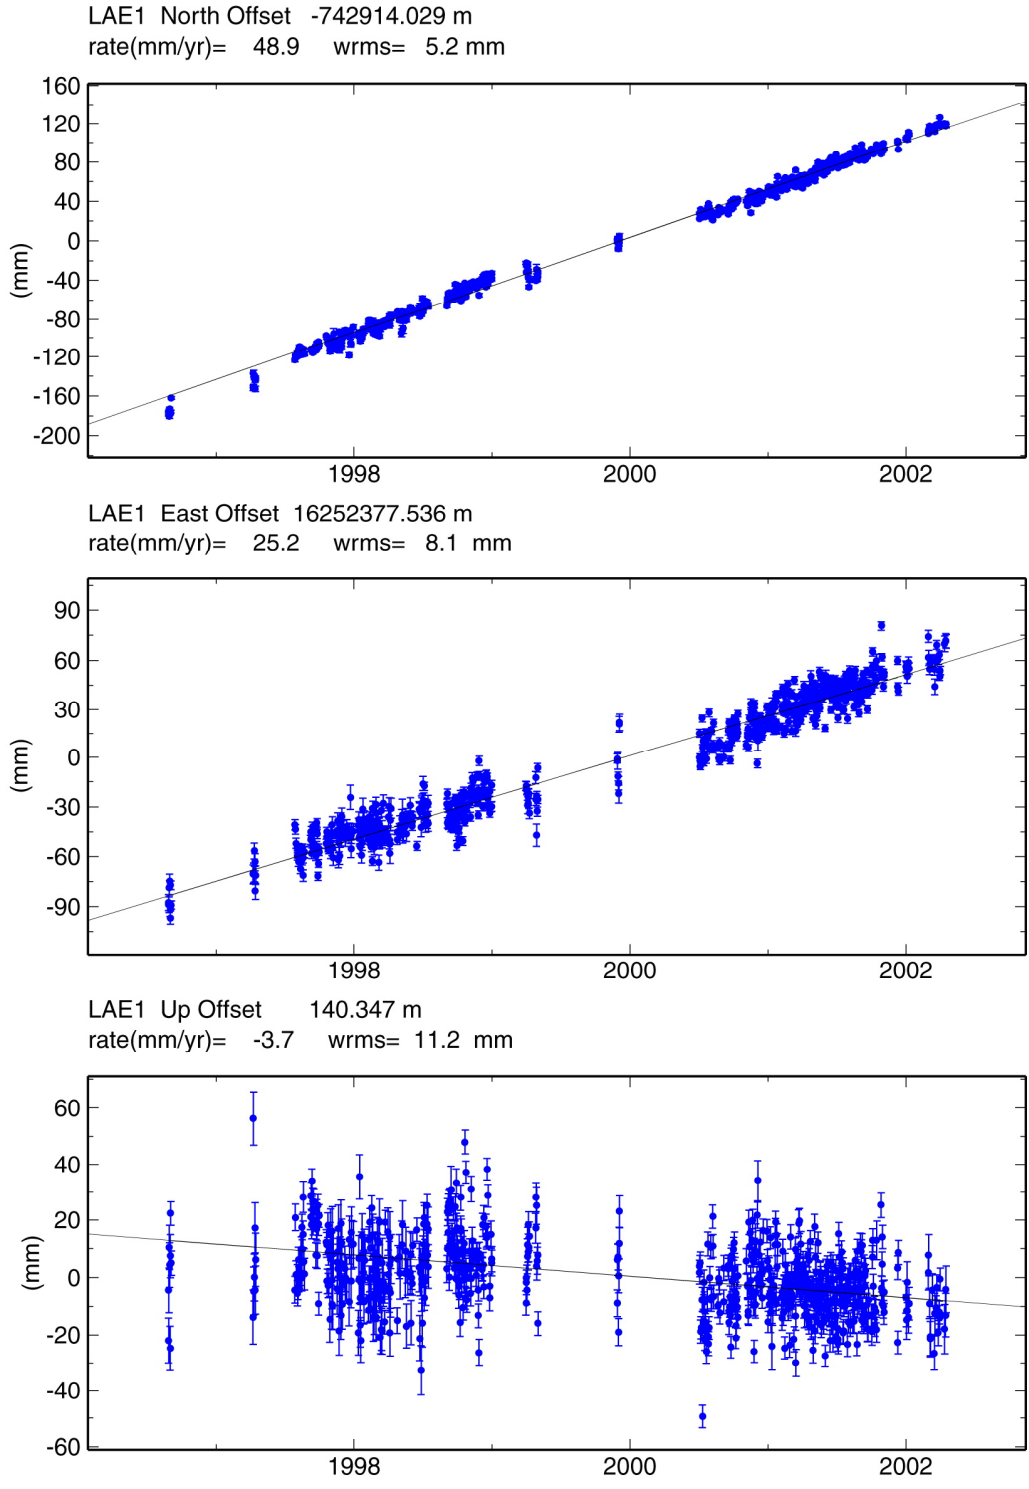 LAE1 North Offset -742914.029 m
rate(mm/yr)= 48.9 wrms= 5.2 mm
160
120
80
40
0
-40
-80
-120
-160
-200
(mm)
1998 2000 2002
LAE1 East Offset 16252377.536 m
rate(mm/yr)= 25.2 wrms= 8.1 mm
90
60
30
0
-30
-60
-90
(mm)
1998 2000 2002
LAE1 Up Offset 140.347 m
rate(mm/yr)= -3.7 wrms= 11.2 mm
60
40
20
0
-20
-40
-60
(mm)
1998 2000 2002